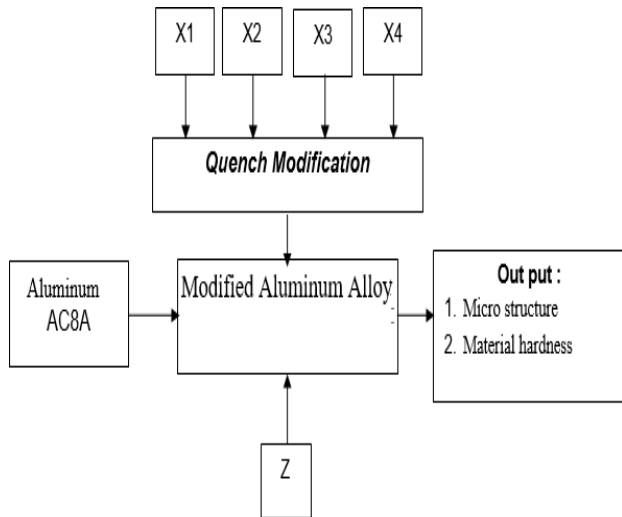 X1
X2
X3
X4
Quench Modification
Aluminum
AC8A
Modified Aluminum Alloy
:
Out put :
1. Micro structure
2. Material hardness
Z